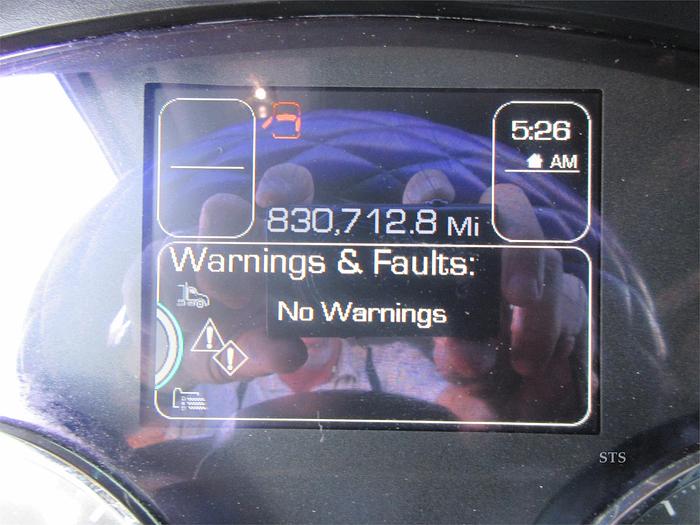 5:26
AM
830,712.8 Mi
Warnings & Faults:
No Warnings
STS